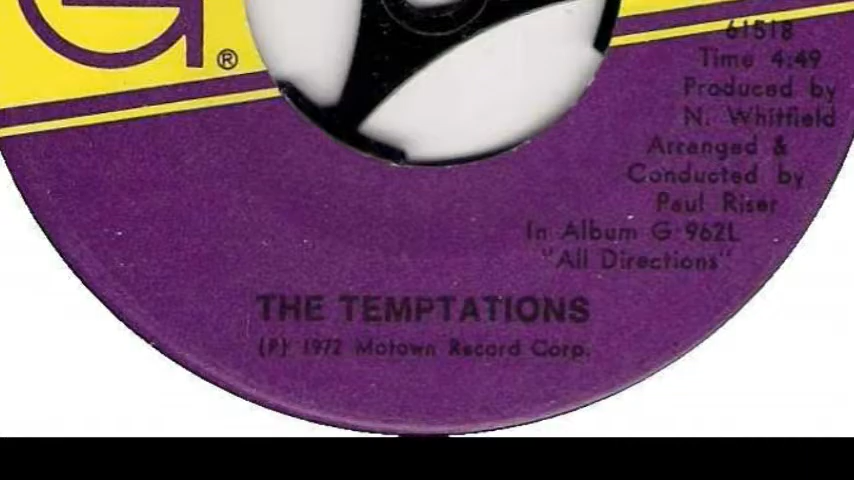 G®
61518
Time 4:49
Produced by
N. Whitfield
Arranged &
Conducted by
Paul Riser
In Album G 962L
"All Directions"
THE TEMPTATIONS
(P) 1972 Motown Record Corp.